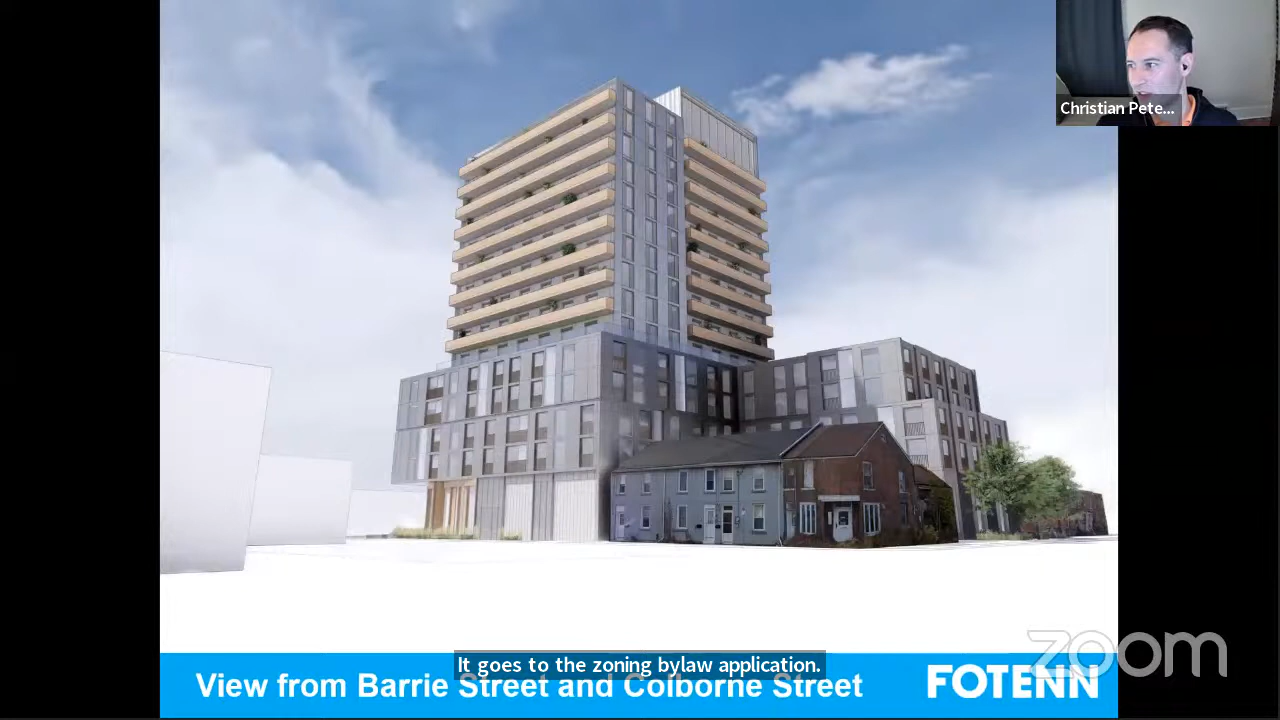 Christian Pete...
It goes to the zoning bylaw application.
View from Barrie Street and Colborne Street
FOTENN
zoom